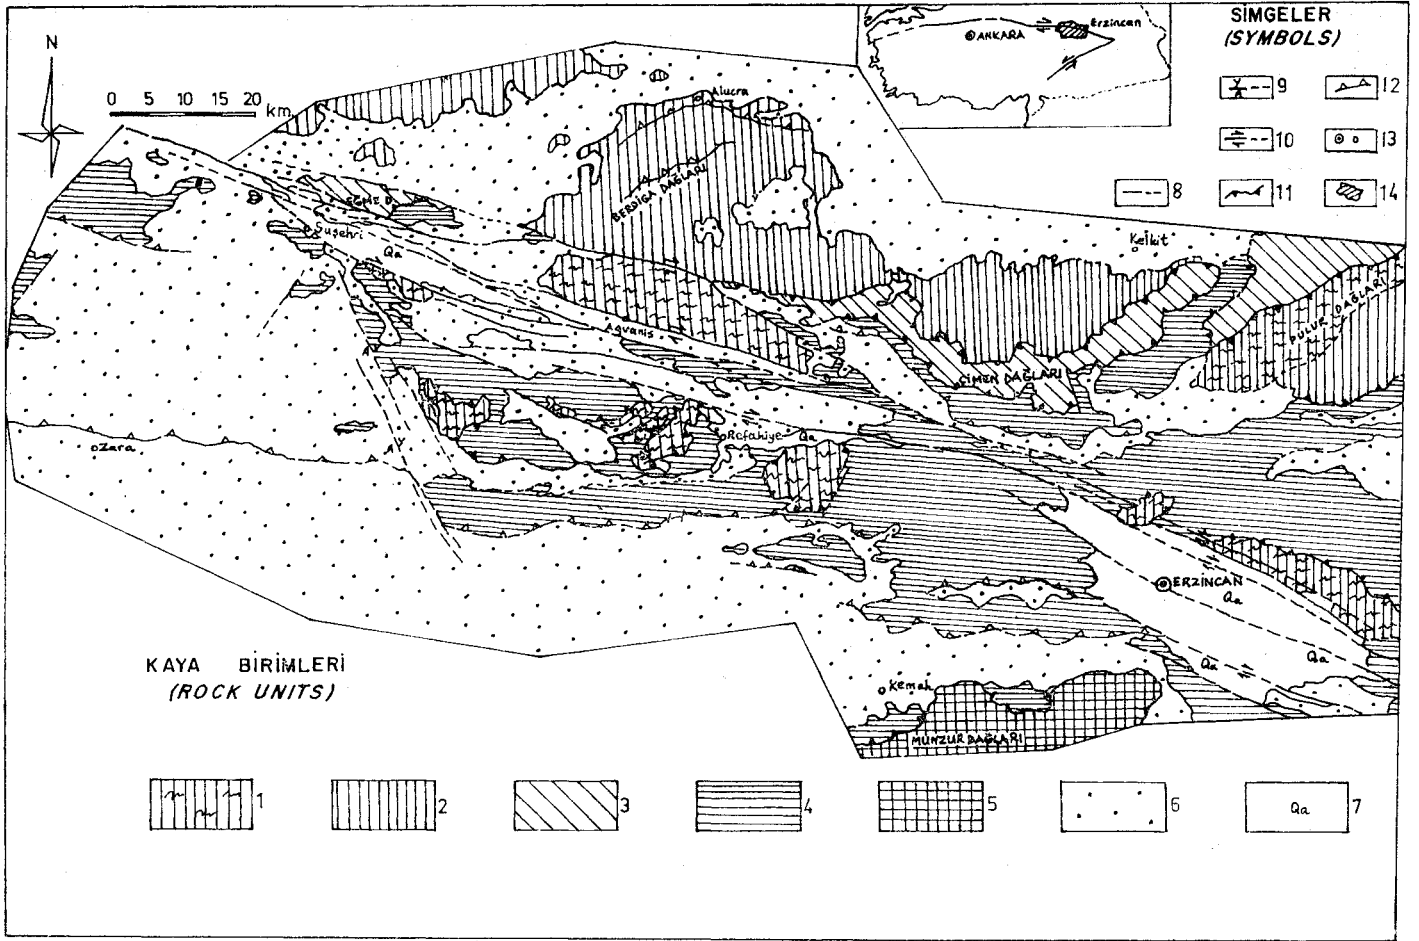 SİMGELER
(SYMBOLS)
Erzincan
ANKARA
N
0 5 10 15 20 km.
9
12
10
13
8
11
14
Alucra
BERDİGA DAĞLARI
Kelkit
EĞMİ D.
Suşehri
Qa
PULUR DAĞLARI
Agvanis
ÇİMEN DAĞLARI
Zara
Refahiye
Qa
ERZİNCAN
Qa
Qa
Qa
Kemah
MUNZUR DAĞLARI
KAYA BİRİMLERİ
(ROCK UNITS)
1
2
3
4
5
6
Qa
7